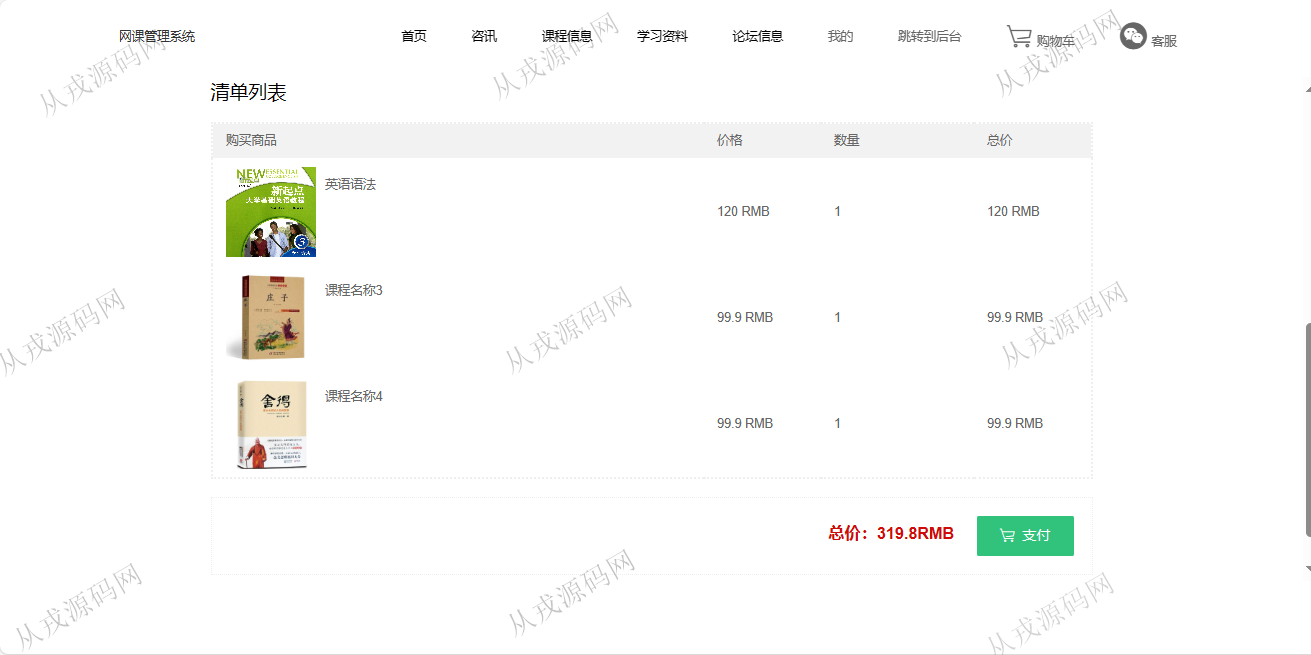 网课管理系统 首页 咨讯 课程信息 学习资料 论坛信息 我的 跳转到后台 购物车 客服
清单列表
购买商品 价格 数量 总价
NEW ESSENTIAL
新起点
大学基础英语教程
3
英语语法
120 RMB 1 120 RMB
庄子
课程名称3
99.9 RMB 1 99.9 RMB
舍得
课程名称4
99.9 RMB 1 99.9 RMB
总价：319.8RMB 支付
从戎源码网
从戎源码网
从戎源码网
从戎源码网
从戎源码网
从戎源码网
从戎源码网
从戎源码网
从戎源码网